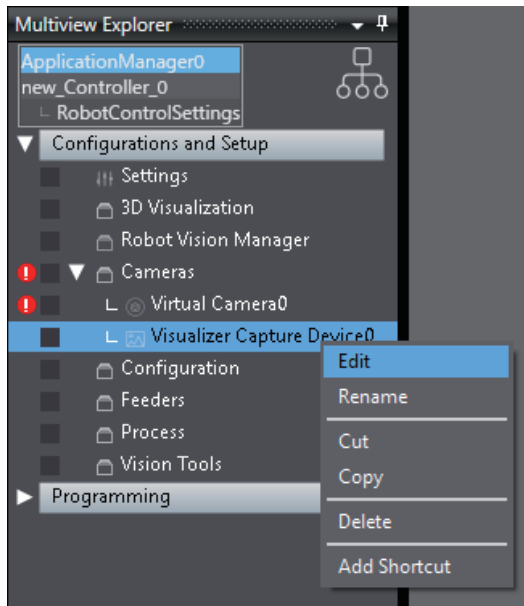 Multiview Explorer
ApplicationManager0
new_Controller_0
RobotControlSettings
Configurations and Setup
Settings
3D Visualization
Robot Vision Manager
Cameras
Virtual Camera0
Visualizer Capture Device0
Configuration
Feeders
Process
Vision Tools
Programming
Edit
Rename
Cut
Copy
Delete
Add Shortcut